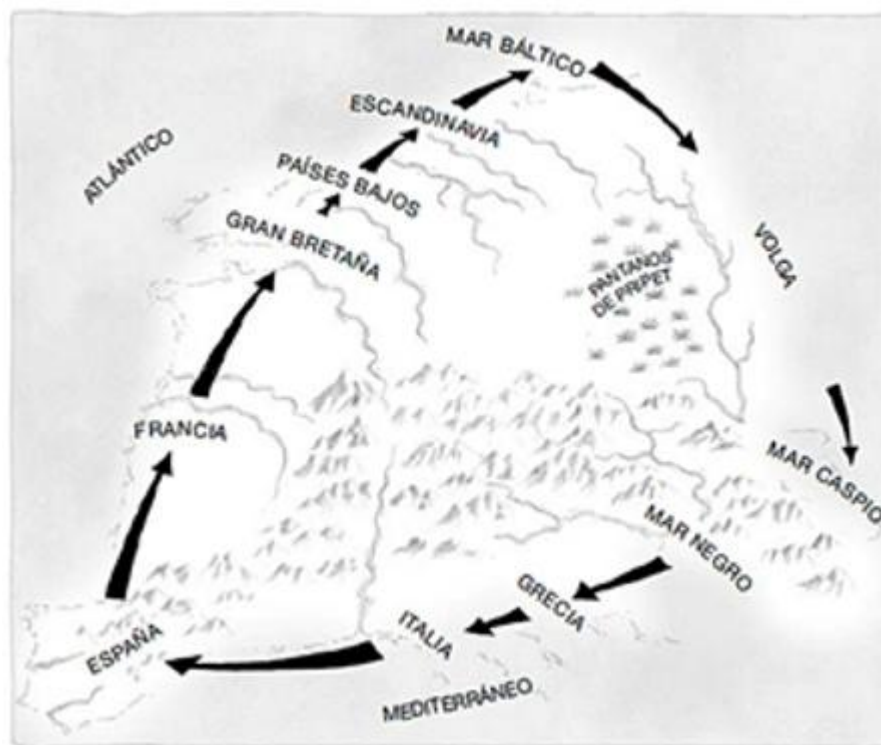 MAR BÁLTICO
ESCANDINAVIA
ATLÁNTICO
PAÍSES BAJOS
GRAN BRETAÑA
VOLGA
PANTANOS
DE PRIPET
FRANCIA
MAR CASPIO
MAR NEGRO
GRECIA
ITALIA
ESPAÑA
MEDITERRÁNEO